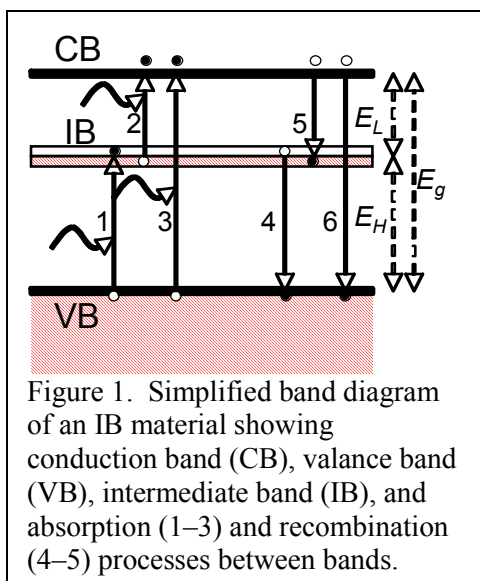 CB
IB
VB
1
2
3
4
5
6
E_L
E_H
E_g
Figure 1. Simplified band diagram
of an IB material showing
conduction band (CB), valance band
(VB), intermediate band (IB), and
absorption (1–3) and recombination
(4–5) processes between bands.